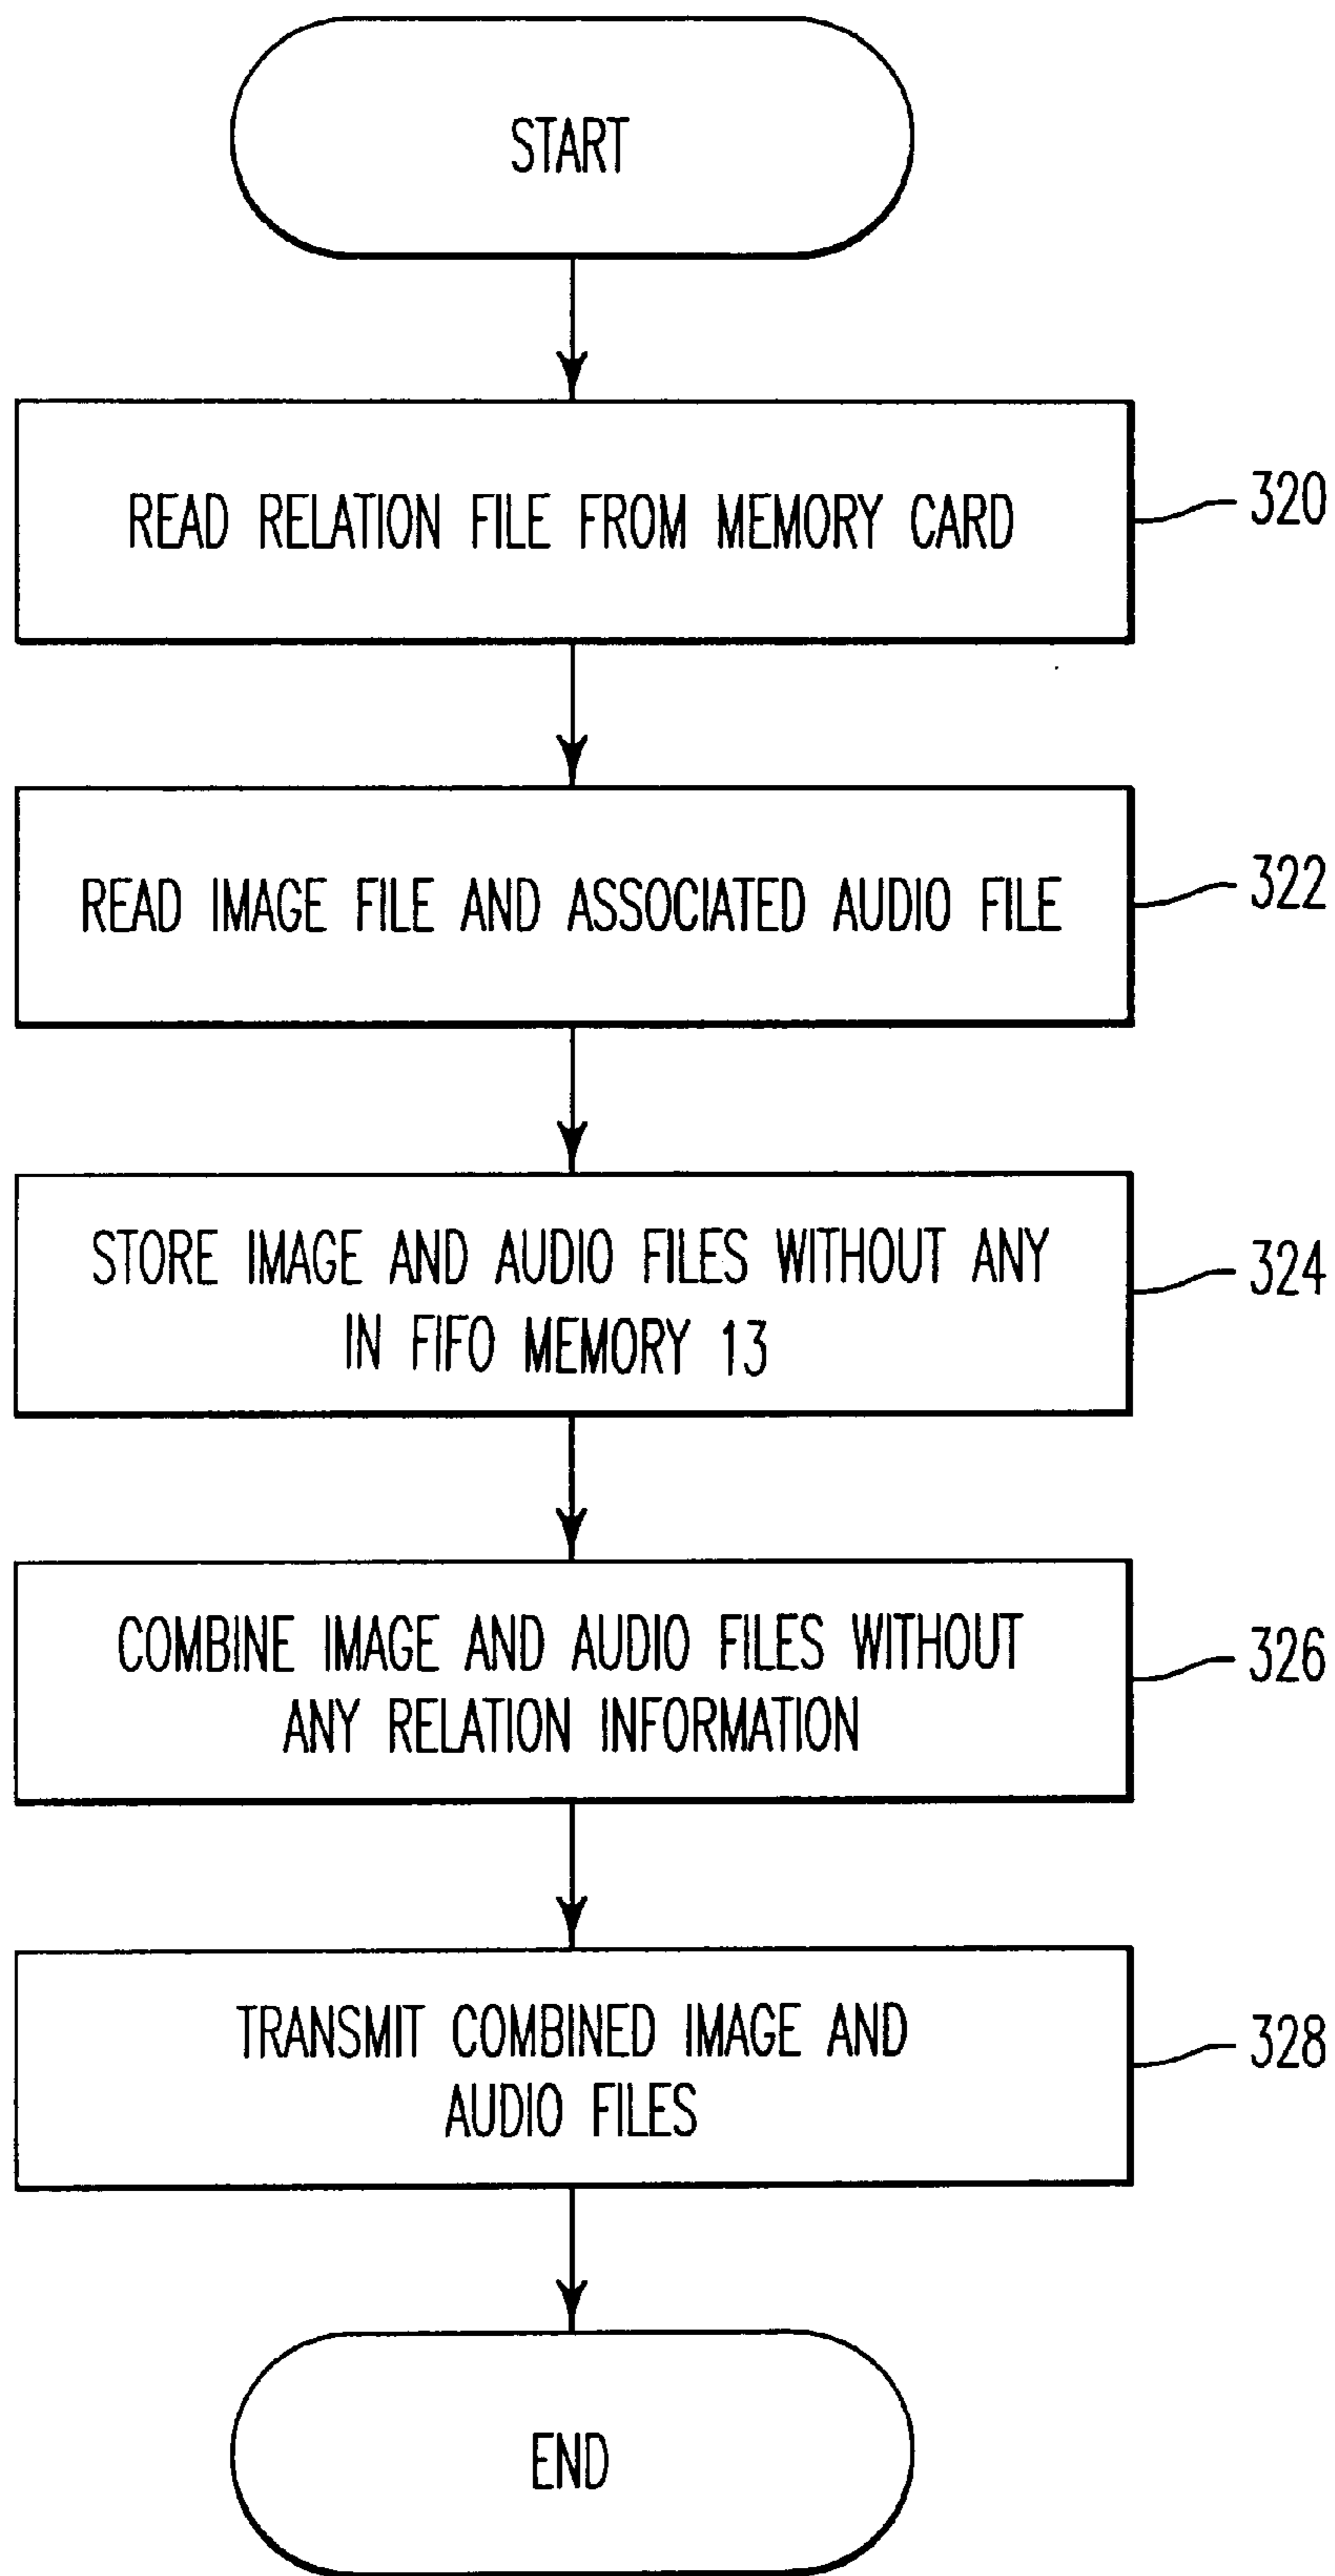 START
READ RELATION FILE FROM MEMORY CARD
320
READ IMAGE FILE AND ASSOCIATED AUDIO FILE
322
STORE IMAGE AND AUDIO FILES WITHOUT ANY
IN FIFO MEMORY 13
324
COMBINE IMAGE AND AUDIO FILES WITHOUT
ANY RELATION INFORMATION
326
TRANSMIT COMBINED IMAGE AND
AUDIO FILES
328
END